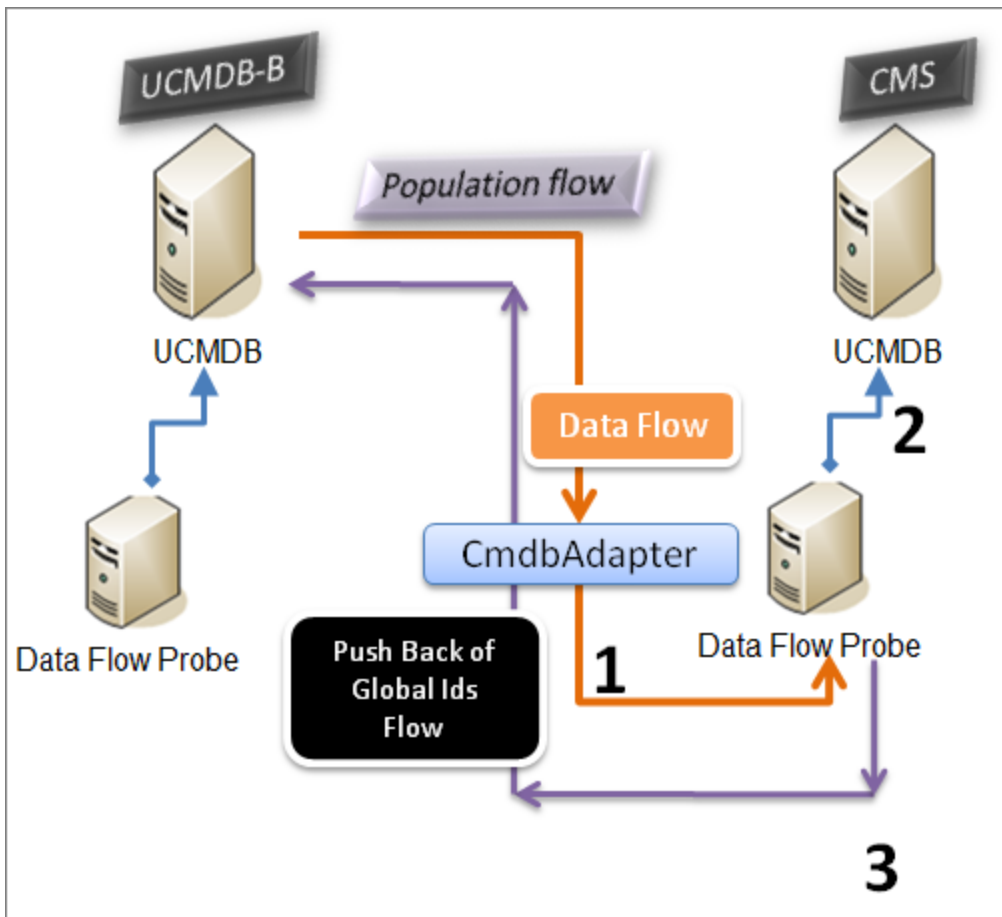 UCMDB-B
CMS
Population flow
UCMDB
UCMDB
Data Flow
2
CmdbAdapter
Data Flow Probe
Push Back of
Global Ids
Flow
1
Data Flow Probe
3